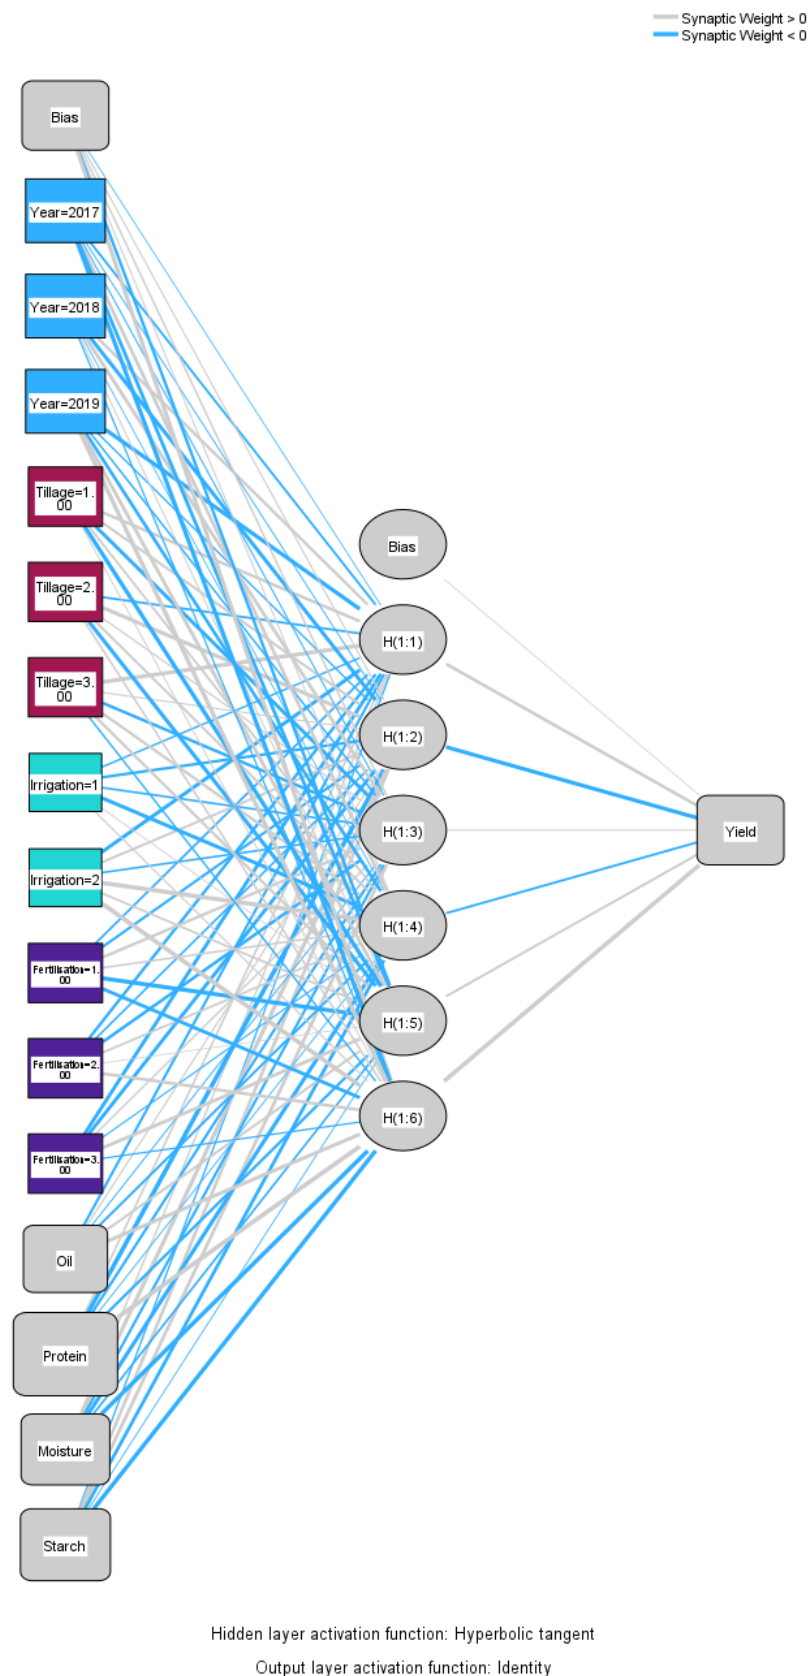 Synaptic Weight > 0
Synaptic Weight < 0
Bias
Year=2017
Year=2018
Year=2019
Tillage=1.
00
Tillage=2.
00
Tillage=3.
00
Irrigation=1
Irrigation=2
Fertilisation=1.
00
Fertilisation=2.
00
Fertilisation=3.
00
Oil
Protein
Moisture
Starch
Bias
H(1:1)
H(1:2)
H(1:3)
H(1:4)
H(1:5)
H(1:6)
Yield
Hidden layer activation function: Hyperbolic tangent
Output layer activation function: Identity